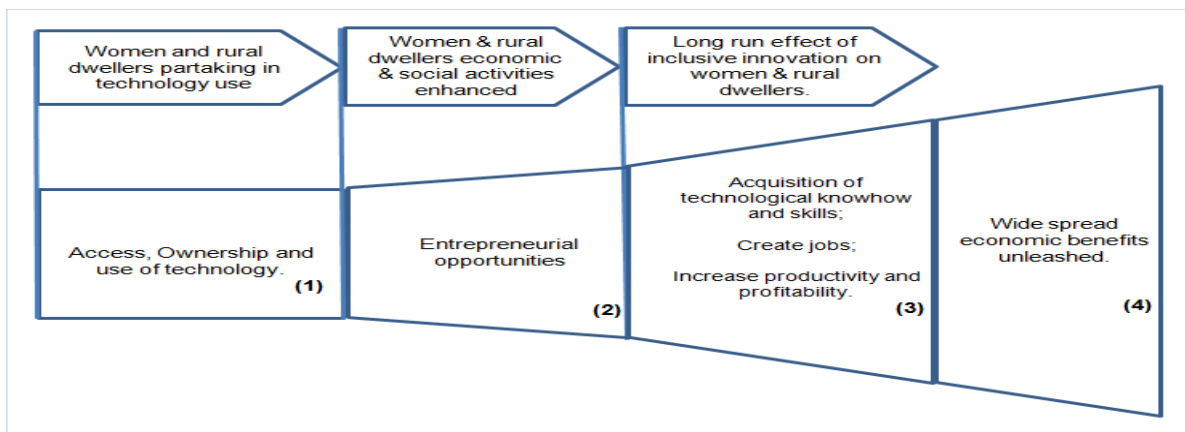 Women and rural
dwellers partaking in
technology use
Women & rural
dwellers economic
& social activities
enhanced
Long run effect of
inclusive innovation on
women & rural
dwellers.
Access, Ownership and
use of technology.
(1)
Entrepreneurial
opportunities
(2)
Acquisition of
technological knowhow
and skills;
Create jobs;
Increase productivity and
profitability.
(3)
Wide spread
economic benefits
unleashed.
(4)